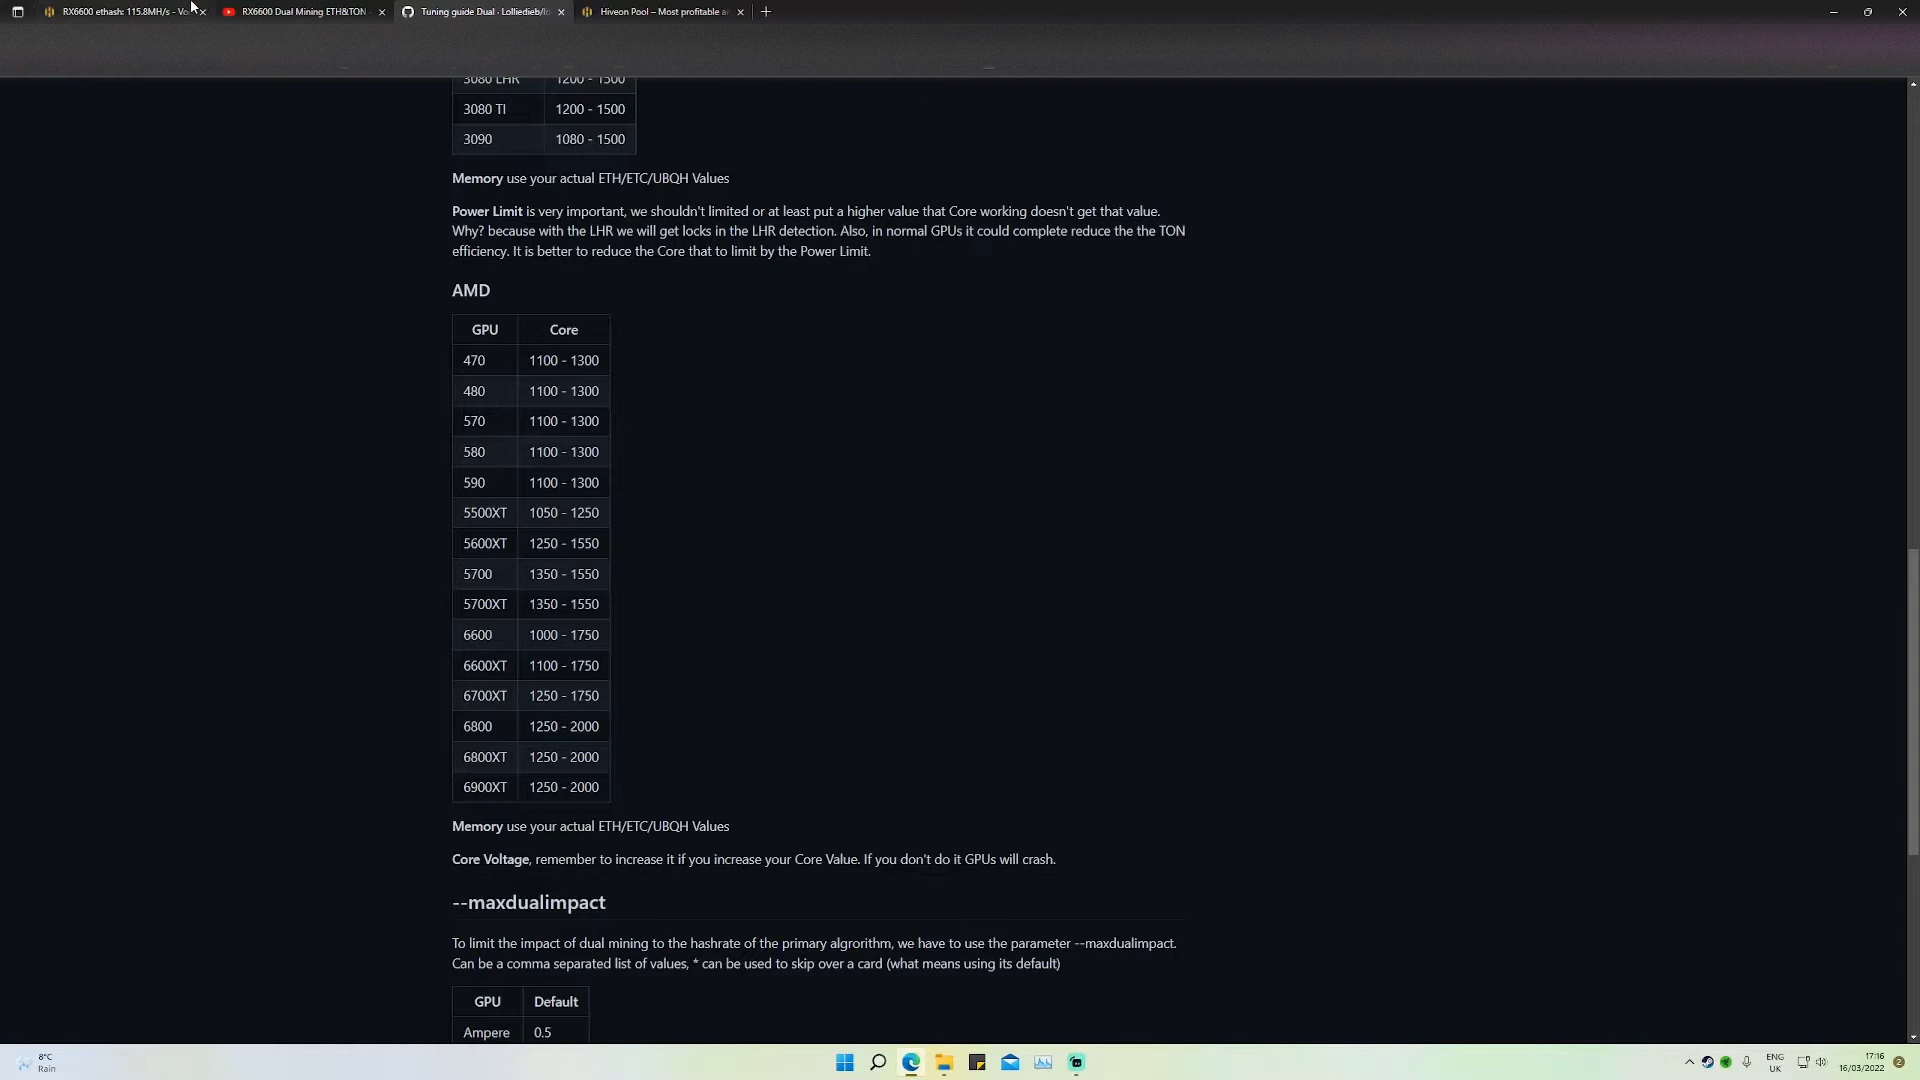 RX6600 ethash: 115.8MH/s - Vo
RX6600 Dual Mining ETH&TON
Tuning guide Dual · Lolliedieb/lo
Hiveon Pool – Most profitable a
3080 LHR 1200 - 1500
3080 TI 1200 - 1500
3090 1080 - 1500
Memory use your actual ETH/ETC/UBQH Values
Power Limit is very important, we shouldn't limited or at least put a higher value that Core working doesn't get that value.
Why? because with the LHR we will get locks in the LHR detection. Also, in normal GPUs it could complete reduce the the TON
efficiency. It is better to reduce the Core that to limit by the Power Limit.
AMD
GPU Core
470 1100 - 1300
480 1100 - 1300
570 1100 - 1300
580 1100 - 1300
590 1100 - 1300
5500XT 1050 - 1250
5600XT 1250 - 1550
5700 1350 - 1550
5700XT 1350 - 1550
6600 1000 - 1750
6600XT 1100 - 1750
6700XT 1250 - 1750
6800 1250 - 2000
6800XT 1250 - 2000
6900XT 1250 - 2000
Memory use your actual ETH/ETC/UBQH Values
Core Voltage, remember to increase it if you increase your Core Value. If you don't do it GPUs will crash.
--maxdualimpact
To limit the impact of dual mining to the hashrate of the primary algrorithm, we have to use the parameter --maxdualimpact.
Can be a comma separated list of values, * can be used to skip over a card (what means using its default)
GPU Default
Ampere 0.5
8°C
Rain
ENG
UK
17:16
16/03/2022
2